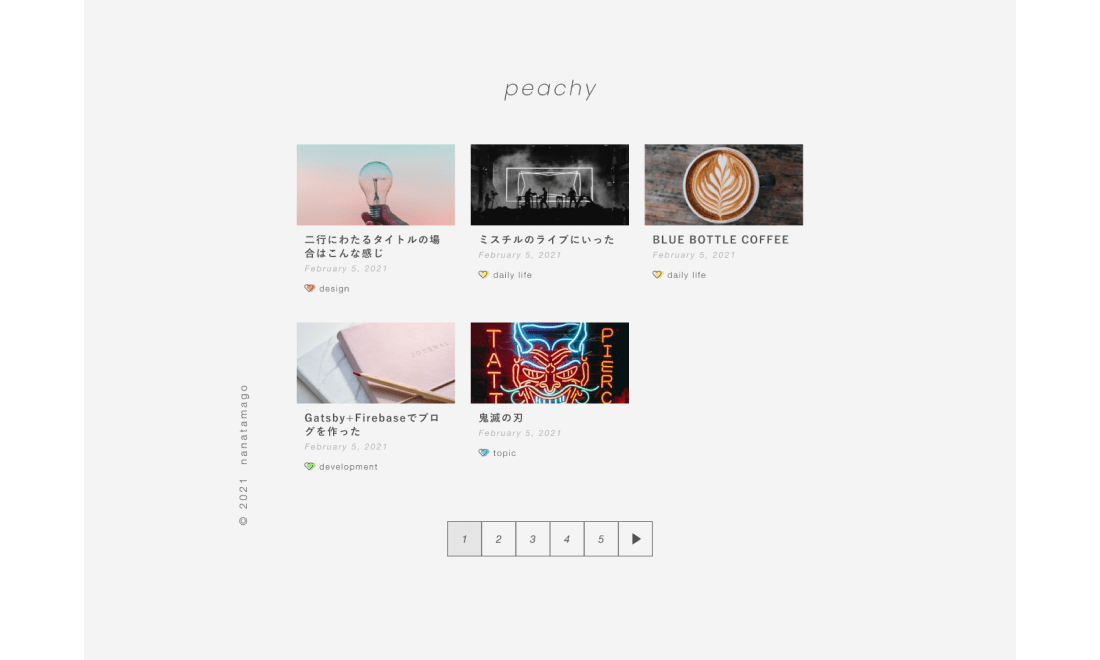 peachy
二行にわたるタイトルの場
合はこんな感じ
February 5, 2021
design
ミスチルのライブにいった
February 5, 2021
daily life
BLUE BOTTLE COFFEE
February 5, 2021
daily life
JOURNAL
Gatsby+Firebaseでブロ
グを作った
February 5, 2021
development
TATT
PIERC
鬼滅の刃
February 5, 2021
topic
© 2021 nanatamago
1 2 3 4 5